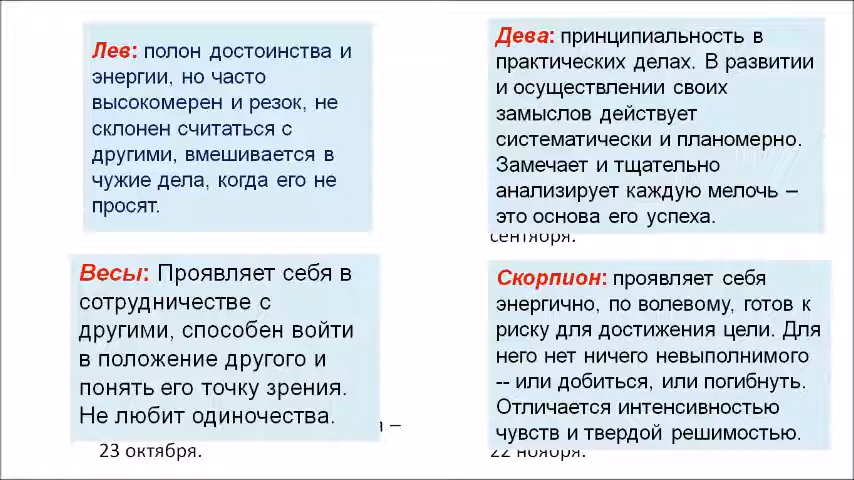 Лев: полон достоинства и
энергии, но часто
высокомерен и резок, не
склонен считаться с
другими, вмешивается в
чужие дела, когда его не
просят.
Дева: принципиальность в
практических делах. В развитии
и осуществлении своих
замыслов действует
систематически и планомерно.
Замечает и тщательно
анализирует каждую мелочь –
это основа его успеха.
сентября.
Весы: Проявляет себя в
сотрудничестве с
другими, способен войти
в положение другого и
понять его точку зрения.
Не любит одиночества.
–
23 октября.
Скорпион: проявляет себя
энергично, по волевому, готов к
риску для достижения цели. Для
него нет ничего невыполнимого
-- или добиться, или погибнуть.
Отличается интенсивностью
чувств и твердой решимостью.
22 ноября.